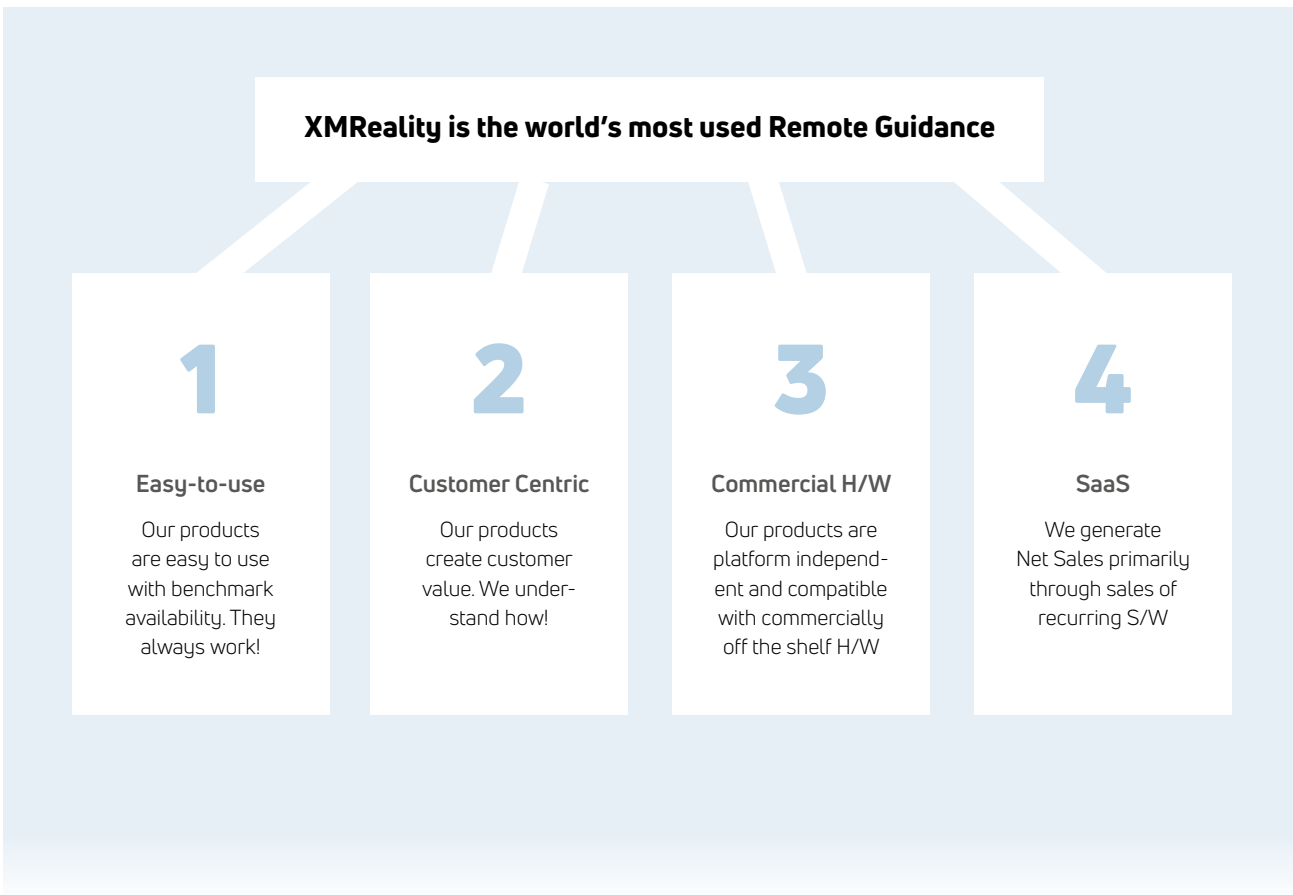 XMReality is the world's most used Remote Guidance
1
Easy-to-use
Our products
are easy to use
with benchmark
availability. They
always work!
2
Customer Centric
Our products
create customer
value. We under-
stand how!
3
Commercial H/W
Our products are
platform independ-
ent and compatible
with commercially
off the shelf H/W
4
SaaS
We generate
Net Sales primarily
through sales of
recurring S/W